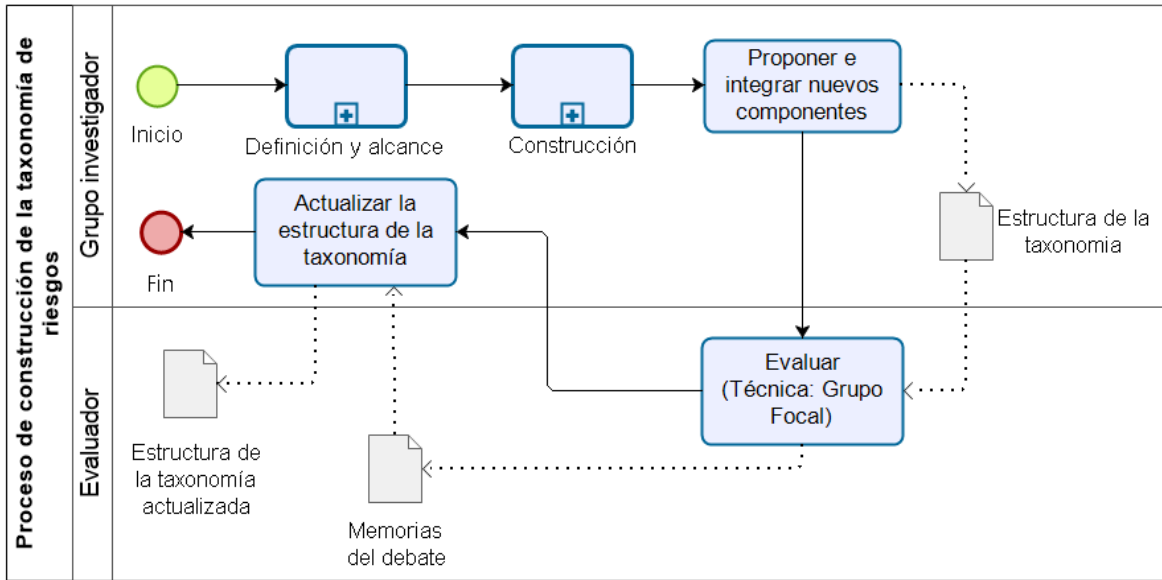 Proceso de construcción de la taxonomía de
riesgos
Grupo investigador
Inicio
Definición y alcance
Construcción
Proponer e
integrar nuevos
componentes
Estructura de la
taxonomia
Actualizar la
estructura de la
taxonomía
Fin
Evaluador
Evaluar
(Técnica: Grupo
Focal)
Estructura de
la taxonomía
actualizada
Memorias
del debate